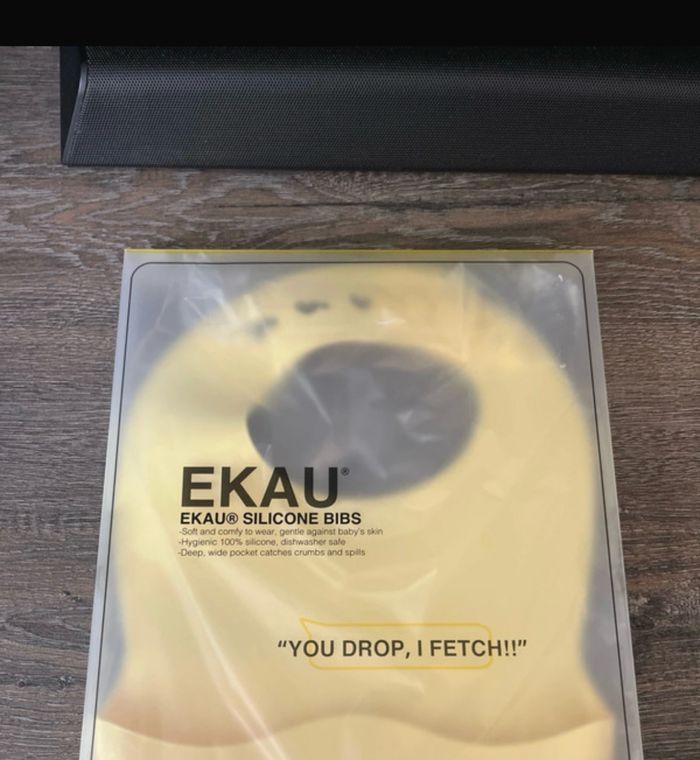 EKAU®
EKAU® SILICONE BIBS
-Soft and comfy to wear, gentle against baby's skin
-Hygienic 100% silicone, dishwasher safe
-Deep, wide pocket catches crumbs and spills
“YOU DROP, I FETCH!!”